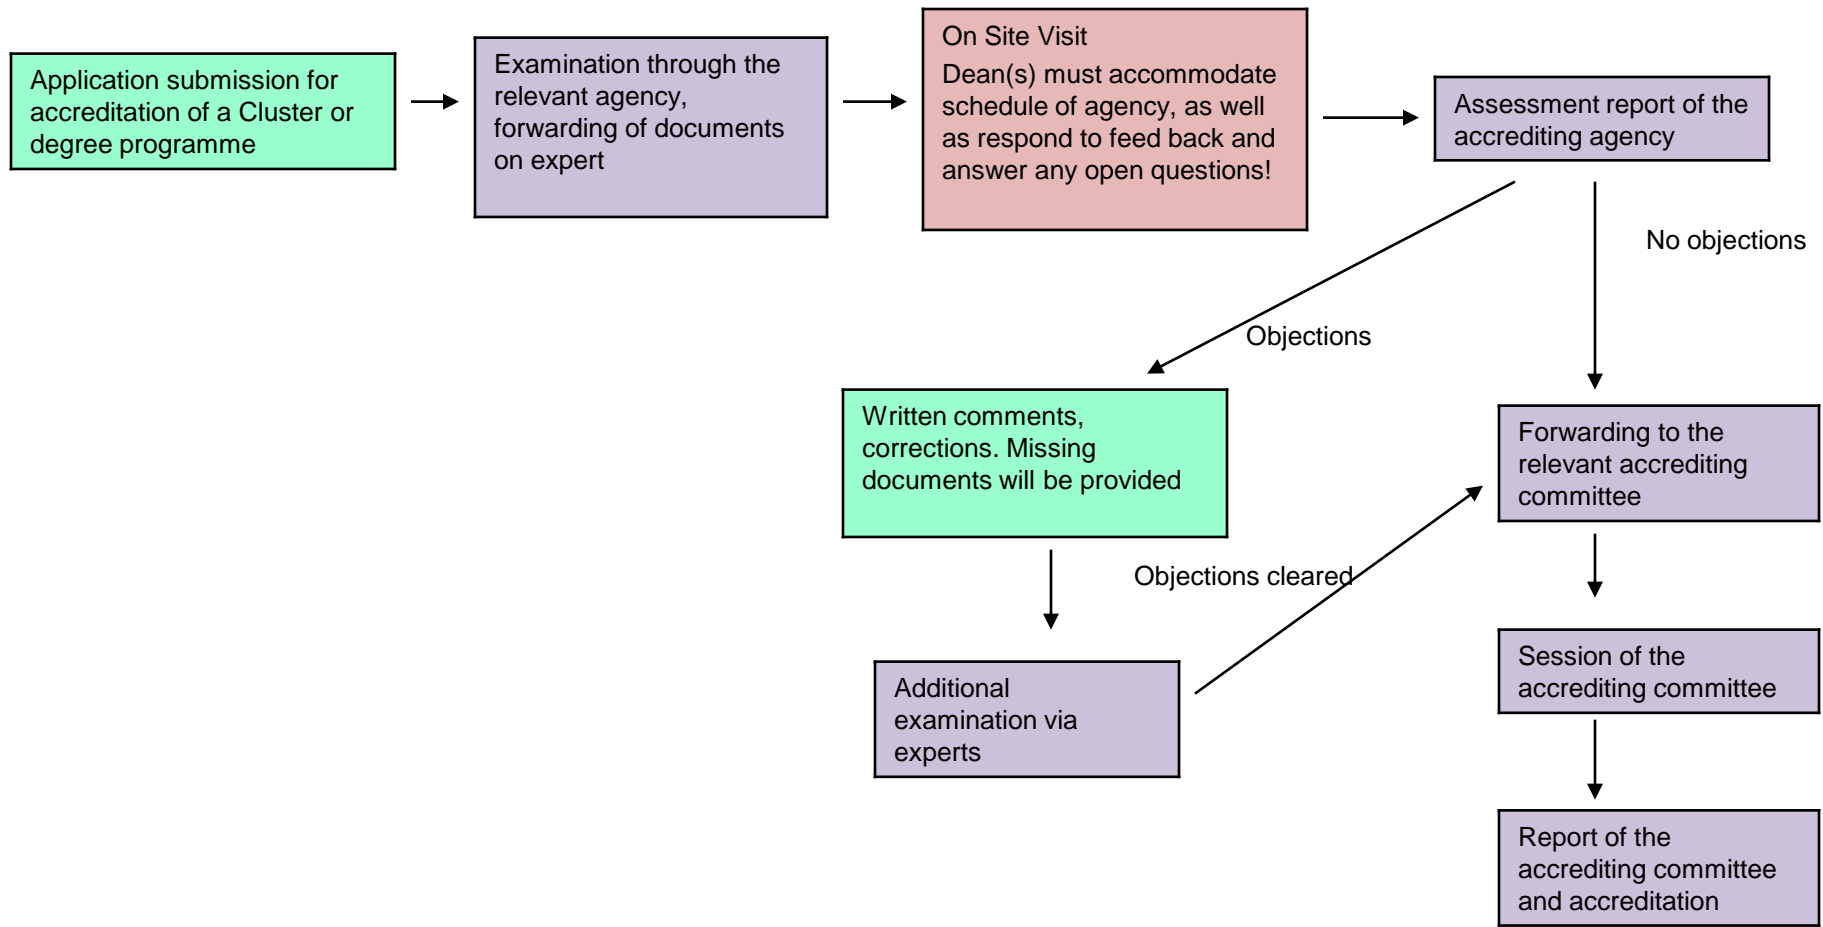 Application submission for
accreditation of a Cluster or
degree programme
Examination through the
relevant agency,
forwarding of documents
on expert
On Site Visit
Dean(s) must accommodate
schedule of agency, as well
as respond to feed back and
answer any open questions!
Assessment report of the
accrediting agency
No objections
Objections
Written comments,
corrections. Missing
documents will be provided
Forwarding to the
relevant accrediting
committee
Objections cleared
Additional
examination via
experts
Session of the
accrediting committee
Report of the
accrediting committee
and accreditation